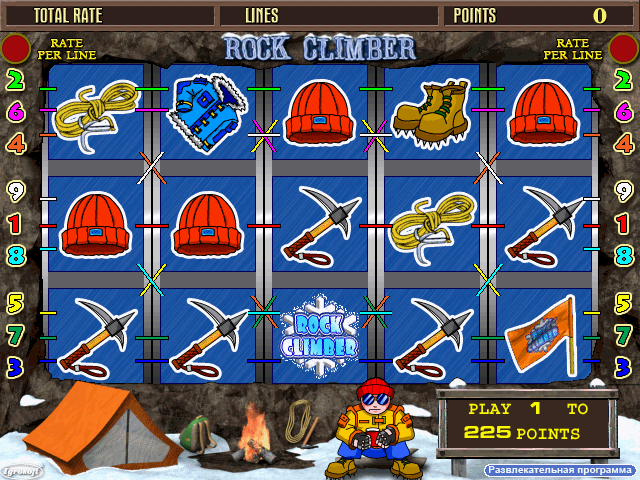 TOTAL RATE LINES POINTS 0
ROCK CLIMBER
RATE PER LINE
RATE PER LINE
2 2
6 6
4 4
9 9
1 1
8 8
5 5
7 7
3 3
ROCK CLIMBER
PLAY 1 TO
225 POINTS
Igrosoft
Развлекательная программа